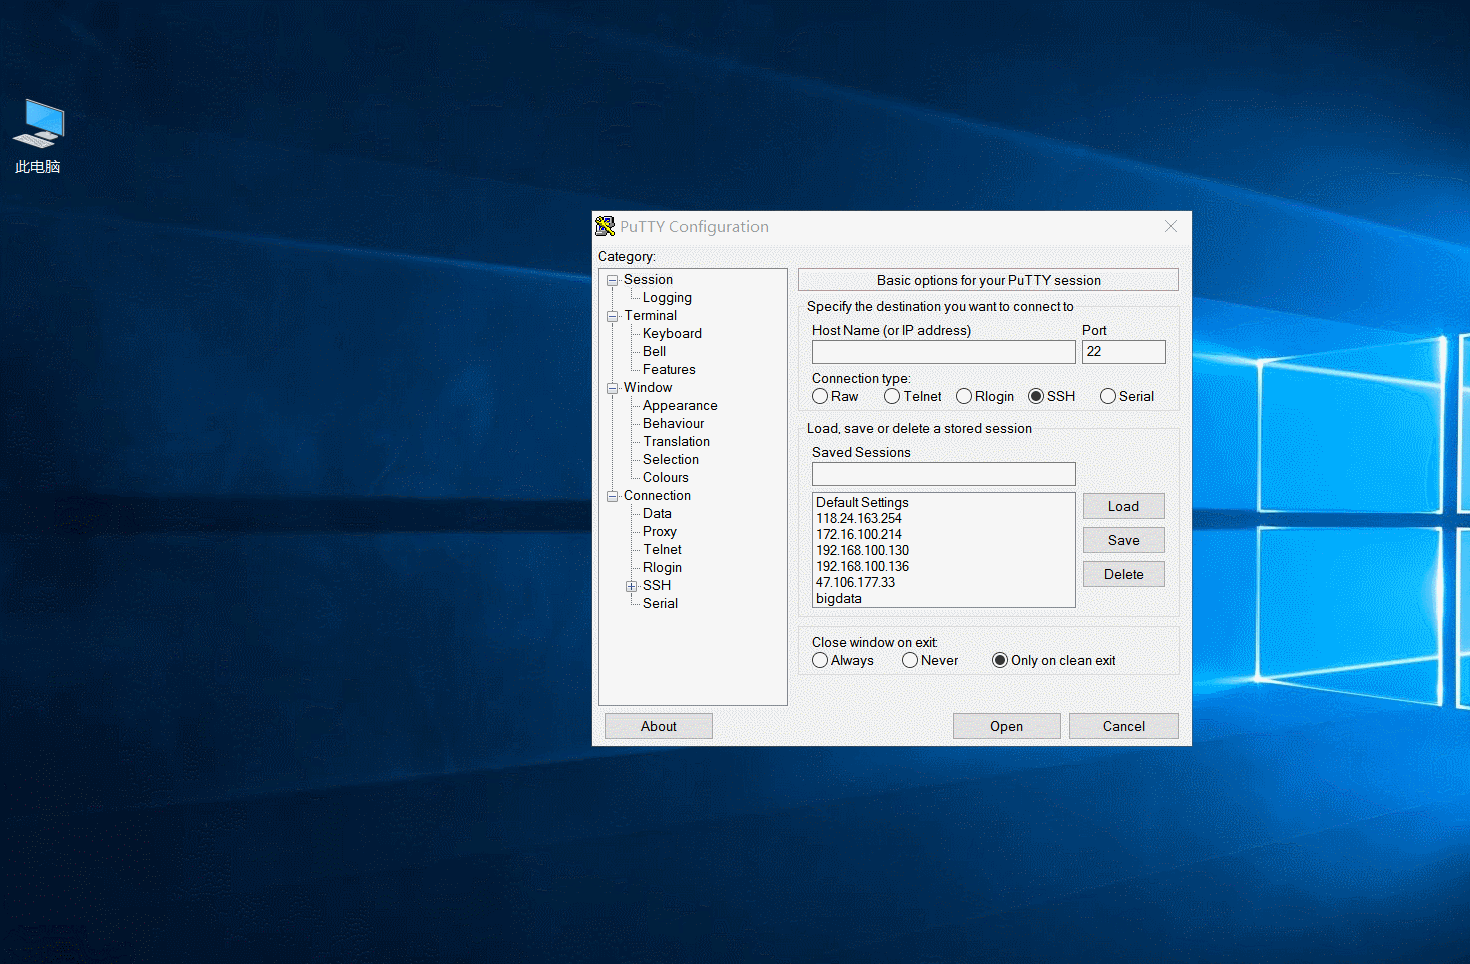 此电脑
PuTTY Configuration
Category:
Session
Logging
Terminal
Keyboard
Bell
Features
Window
Appearance
Behaviour
Translation
Selection
Colours
Connection
Data
Proxy
Telnet
Rlogin
SSH
Serial
Basic options for your PuTTY session
Specify the destination you want to connect to
Host Name (or IP address) Port
22
Connection type:
Raw Telnet Rlogin SSH Serial
Load, save or delete a stored session
Saved Sessions
Default Settings
118.24.163.254
172.16.100.214
192.168.100.130
192.168.100.136
47.106.177.33
bigdata
Load
Save
Delete
Close window on exit:
Always Never Only on clean exit
About Open Cancel